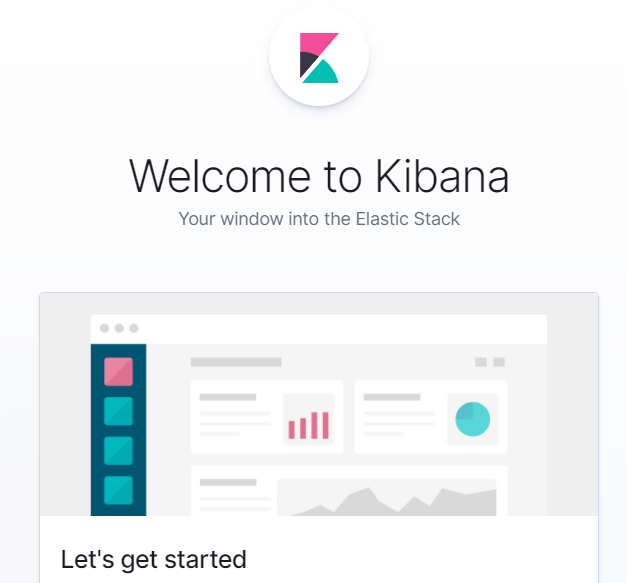 Welcome to Kibana
Your window into the Elastic Stack
Let's get started